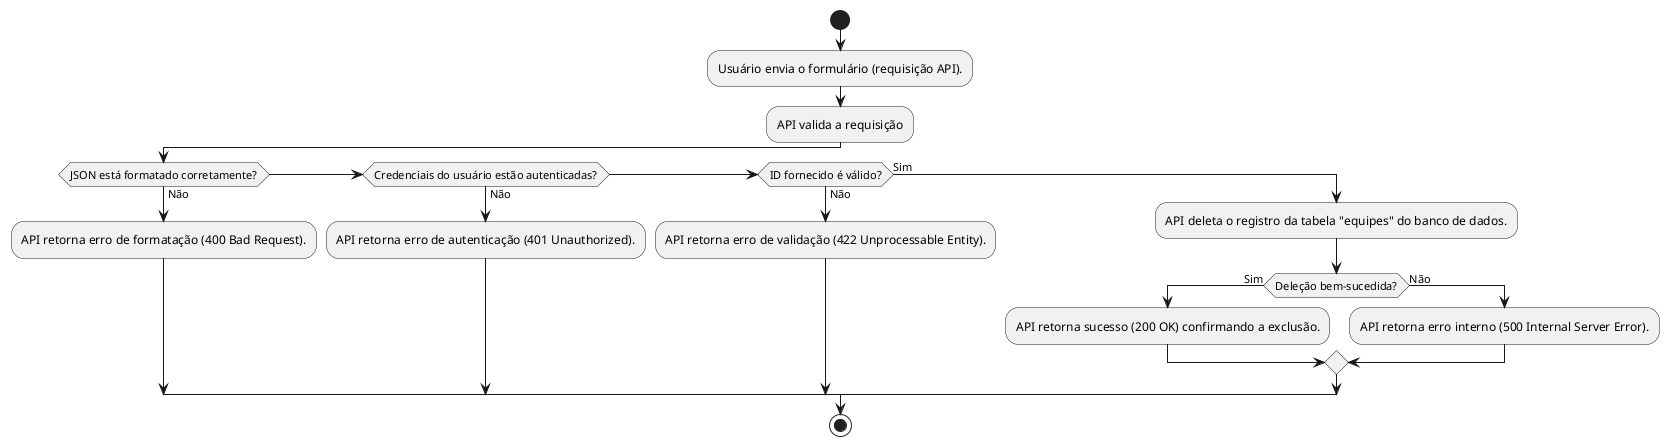 Usuário envia o formulário (requisição API).
API valida a requisição
JSON está formatado corretamente?
Credenciais do usuário estão autenticadas?
ID fornecido é válido?
Sim
Não
Não
Não
API retorna erro de formatação (400 Bad Request).
API retorna erro de autenticação (401 Unauthorized).
API retorna erro de validação (422 Unprocessable Entity).
API deleta o registro da tabela "equipes" do banco de dados.
Sim
Deleção bem-sucedida?
Não
API retorna sucesso (200 OK) confirmando a exclusão.
API retorna erro interno (500 Internal Server Error).